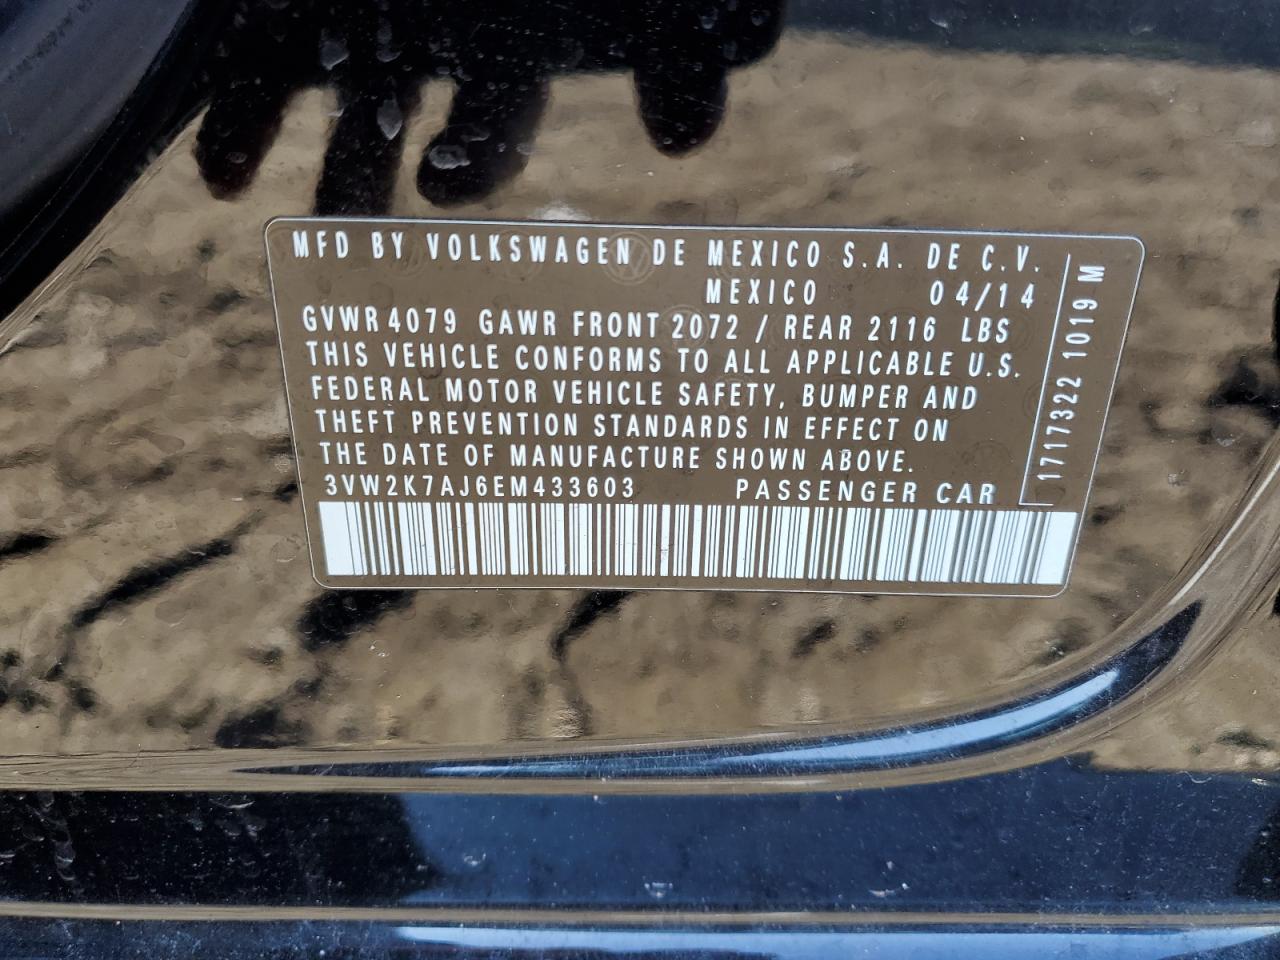 MFD BY VOLKSWAGEN DE MEXICO S.A. DE C.V.
MEXICO 04/14
GVWR 4079 GAWR FRONT 2072 / REAR 2116 LBS
THIS VEHICLE CONFORMS TO ALL APPLICABLE U.S.
FEDERAL MOTOR VEHICLE SAFETY, BUMPER AND
THEFT PREVENTION STANDARDS IN EFFECT ON
THE DATE OF MANUFACTURE SHOWN ABOVE.
3VW2K7AJ6EM433603 PASSENGER CAR
1717322 1019 M